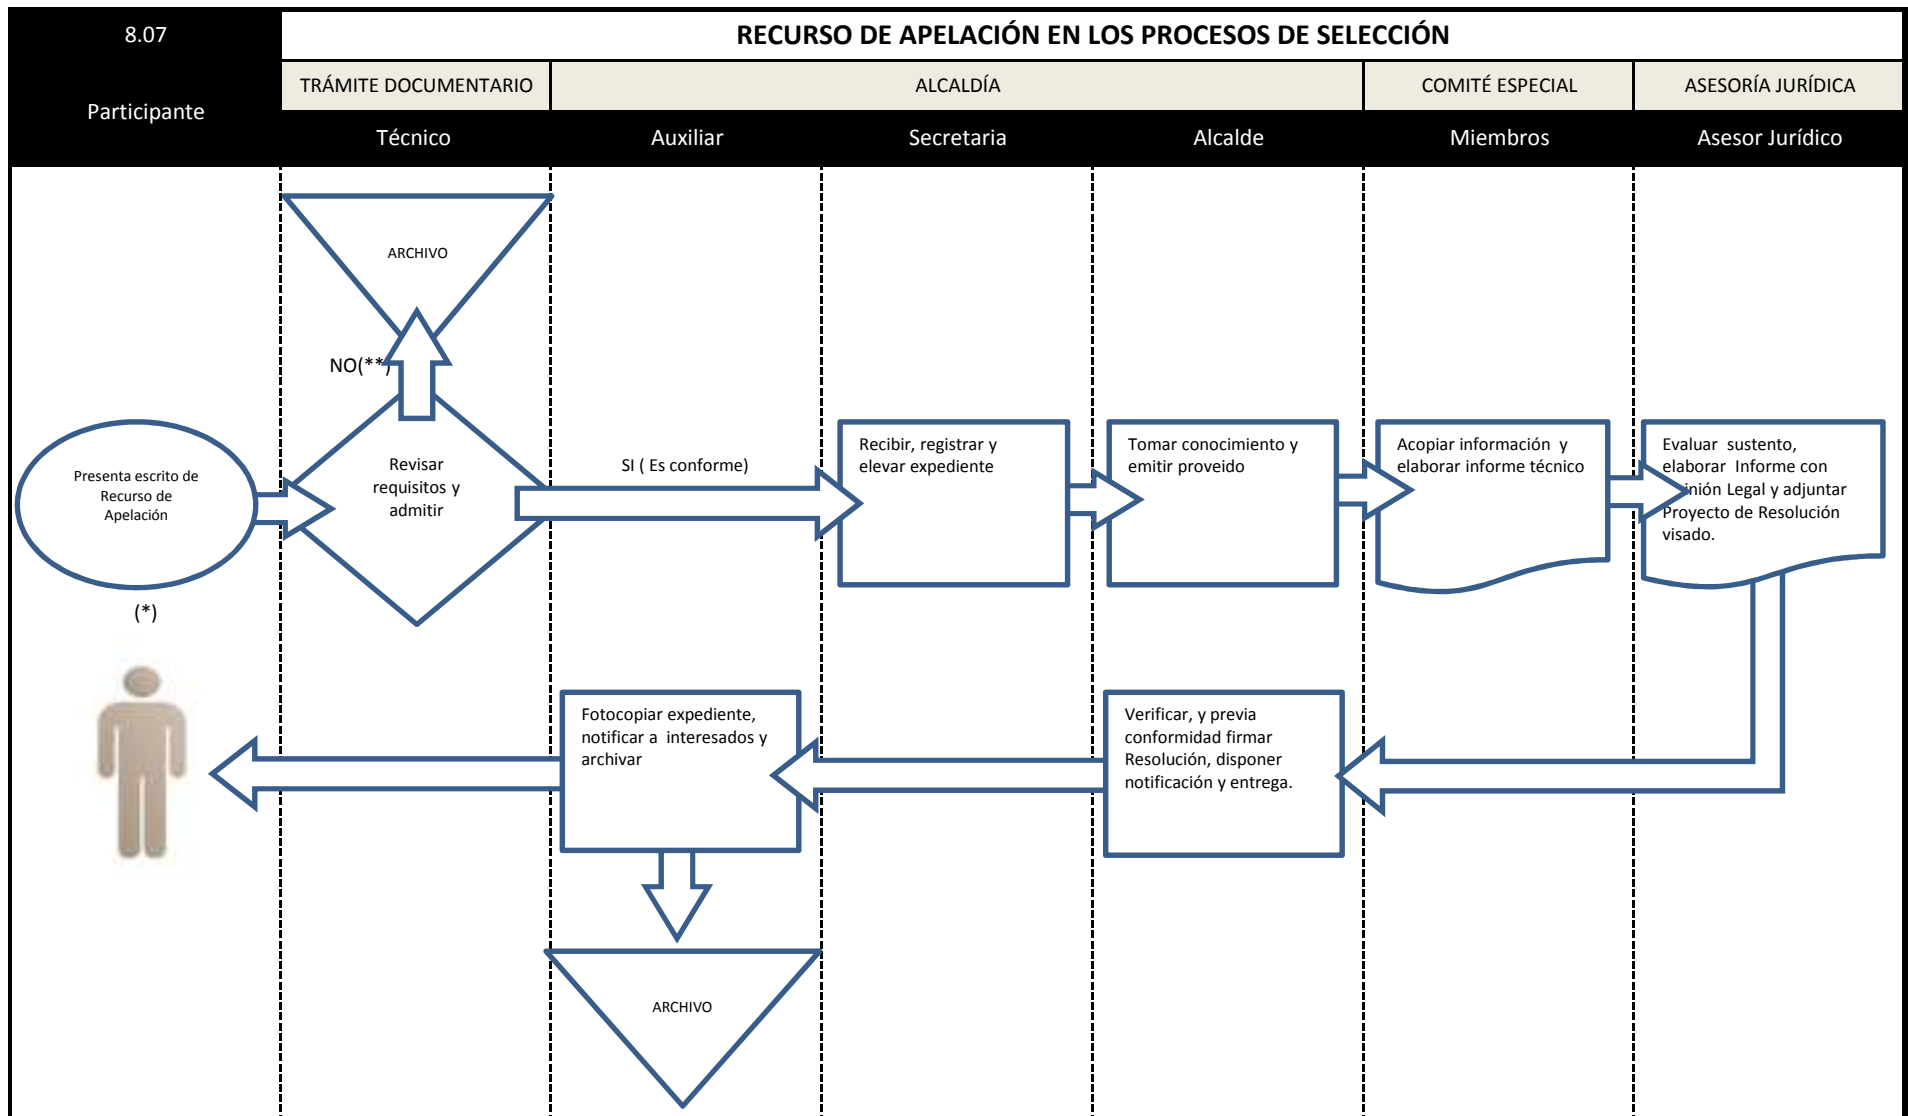 8.07
RECURSO DE APELACIÓN EN LOS PROCESOS DE SELECCIÓN
Participante
TRÁMITE DOCUMENTARIO
ALCALDÍA
COMITÉ ESPECIAL
ASESORÍA JURÍDICA
Técnico
Auxiliar
Secretaria
Alcalde
Miembros
Asesor Jurídico
ARCHIVO
NO(**)
Presenta escrito de
Recurso de
Apelación
(*)
Revisar
requisitos y
admitir
SI ( Es conforme)
Recibir, registrar y
elevar expediente
Tomar conocimiento y
emitir proveido
Acopiar información y
elaborar informe técnico
Evaluar sustento,
elaborar Informe con
Legal y adjuntar
Proyecto de Resolución
visado.
Fotocopiar expediente,
notificar a interesados y
archivar
Verificar, y previa
conformidad firmar
Resolución, disponer
notificación y entrega.
ARCHIVO